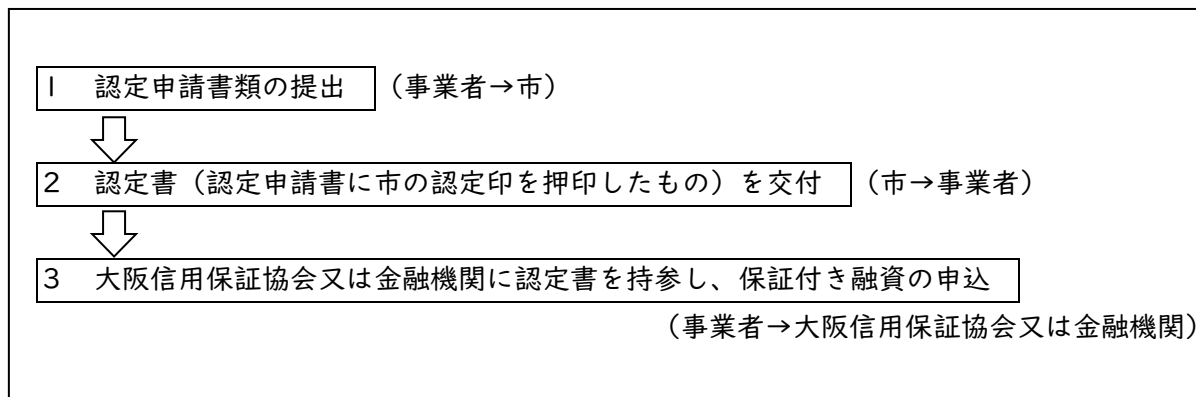 1 認定申請書類の提出 （事業者→市）
2 認定書（認定申請書に市の認定印を押印したもの）を交付 （市→事業者）
3 大阪信用保証協会又は金融機関に認定書を持参し、保証付き融資の申込
（事業者→大阪信用保証協会又は金融機関）